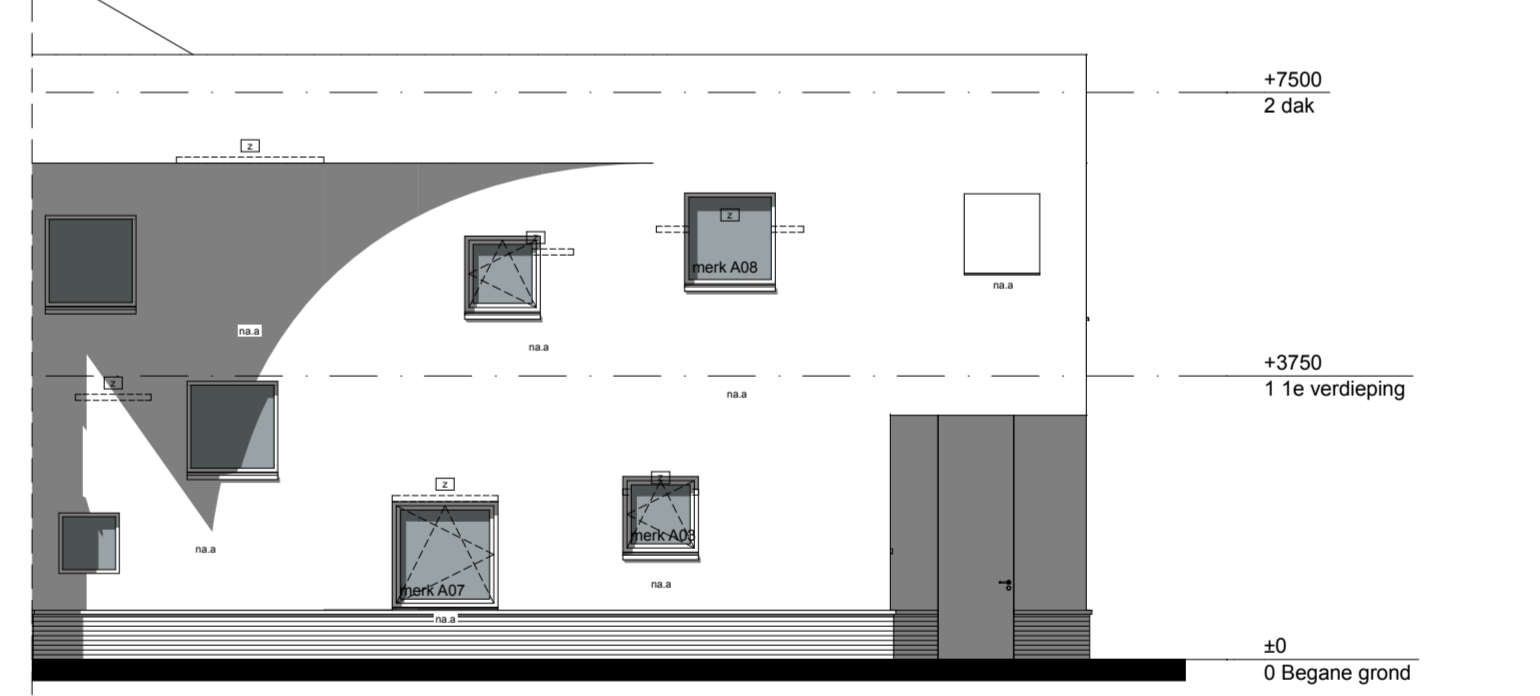 +7500
2 dak
z
z
z
merk A08
na.a
na.a
na.a
+3750
1 1e verdieping
z
na.a
z
z
merk A03
na.a
na.a
merk A07
na.a
±0
0 Begane grond